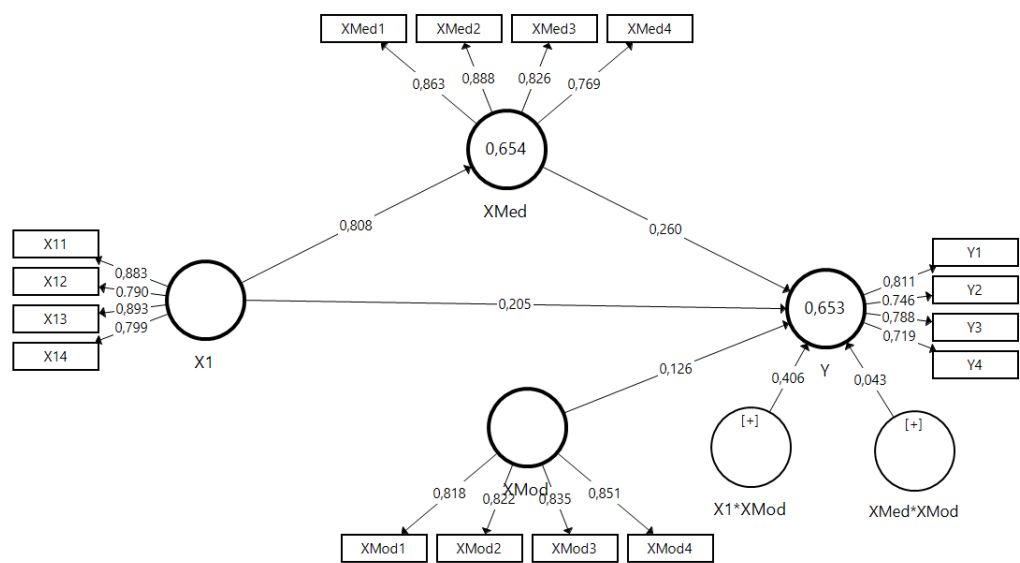 XMed1 XMed2 XMed3 XMed4
0,863 0,888 0,826 0,769
0,654
XMed
0,808
0,260
X11
X12
X13
X14
0,883
0.790
0,893
0,799
X1
0,205
0,653
Y
0,811
0,746
0,788
0,719
Y1
Y2
Y3
Y4
0,126
0,406
0,043
[+]
[+]
X1*XMod
XMed*XMod
XMod
0,818 0,822 0,835 0,851
XMod1 XMod2 XMod3 XMod4